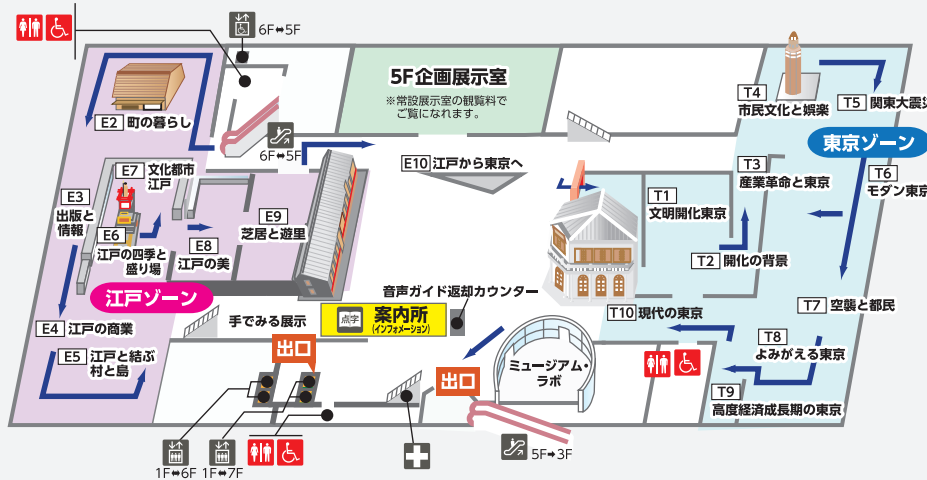 6F⬌5F
5F企画展示室
※常設展示室の観覧料で
ご覧になれます。
T4
市民文化と娯楽
T5 関東大震災
E2 町の暮らし
6F⬌5F
東京ゾーン
E7 文化都市
江戸
E10 江戸から東京へ
T3
産業革命と東京
T6
モダン東京
E3
出版と
情報
E9
芝居と遊里
T1
文明開化東京
E6
江戸の四季と
盛り場
E8
江戸の美
T2 開化の背景
江戸ゾーン
音声ガイド返却カウンター
T7 空襲と都民
E4 江戸の商業
手でみる展示
点字 案内所
(インフォメーション)
T10 現代の東京
T8
よみがえる東京
E5 江戸と結ぶ
村と島
出口
出口
ミュージアム・
ラボ
T9
高度経済成長期の東京
1F⬌6F
1F⬌7F
5F⬌3F